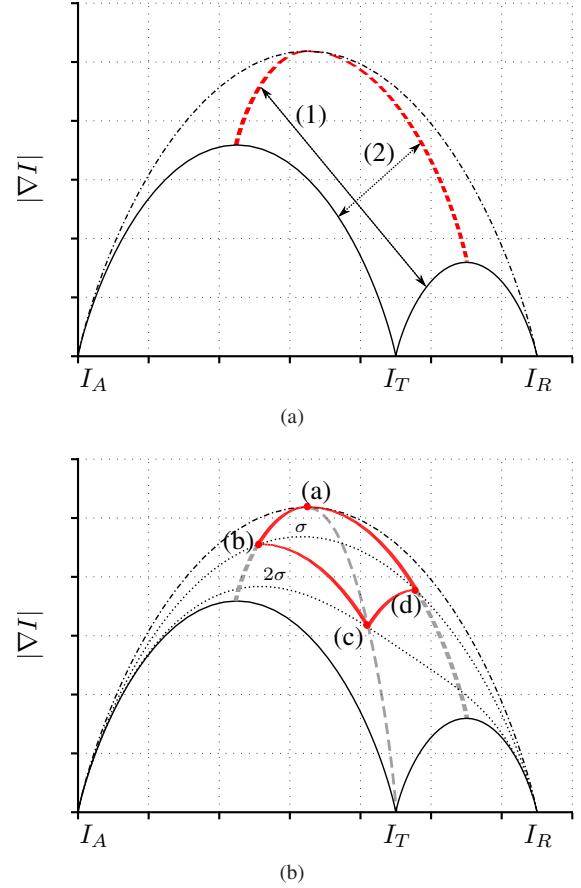 |∇I|
(1)
(2)
I_A I_T I_R
(a)
|∇I|
(a)
σ
(b)
2σ
(d)
(c)
I_A I_T I_R
(b)